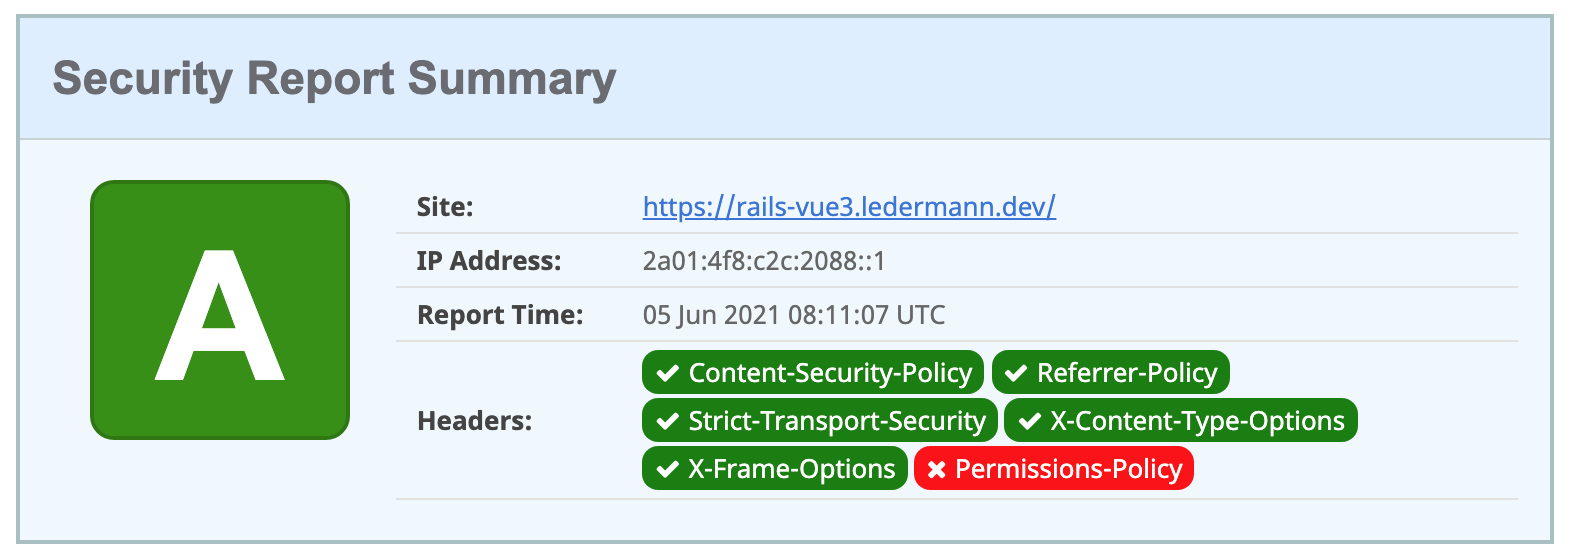 Security Report Summary
A
Site: https://rails-vue3.ledermann.dev/
IP Address: 2a01:4f8:c2c:2088::1
Report Time: 05 Jun 2021 08:11:07 UTC
Headers:
Content-Security-Policy Referrer-Policy
Strict-Transport-Security X-Content-Type-Options
X-Frame-Options Permissions-Policy